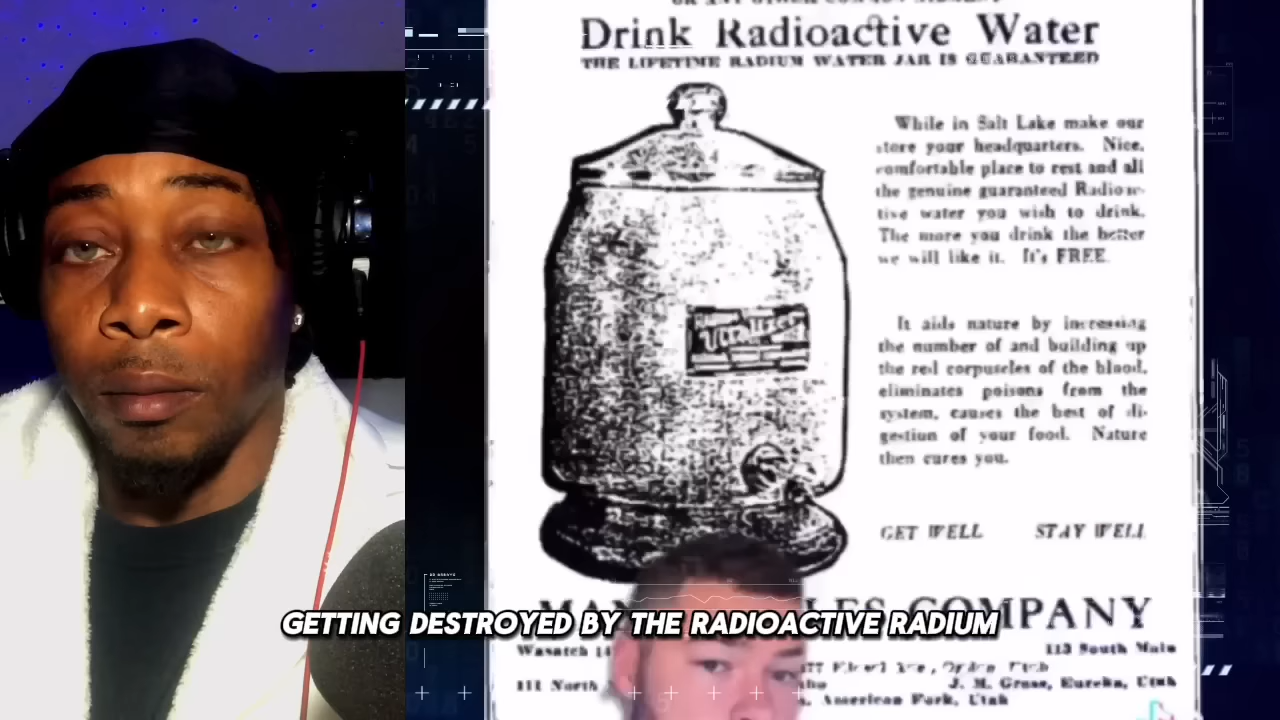 Drink Radioactive Water
THE LIFETIME RADIUM WATER JAR IS GUARANTEED
While in Salt Lake make our
store your headquarters. Nice,
comfortable place to rest and all
the genuine guaranteed Radioac-
tive water you wish to drink.
The more you drink the better
we will like it. It's FREE.
It aids nature by increasing
the number of and building up
the red corpuscles of the blood,
eliminates poisons from the
system, causes the best of di-
gestion of your food. Nature
then cures you.
GET WELL STAY WELL
COMPANY
GETTING DESTROYED BY THE RADIOACTIVE RADIUM
Wasatch 113 South Main
111 North J. M. Grose, Eureka, Utah
American Fork, Utah